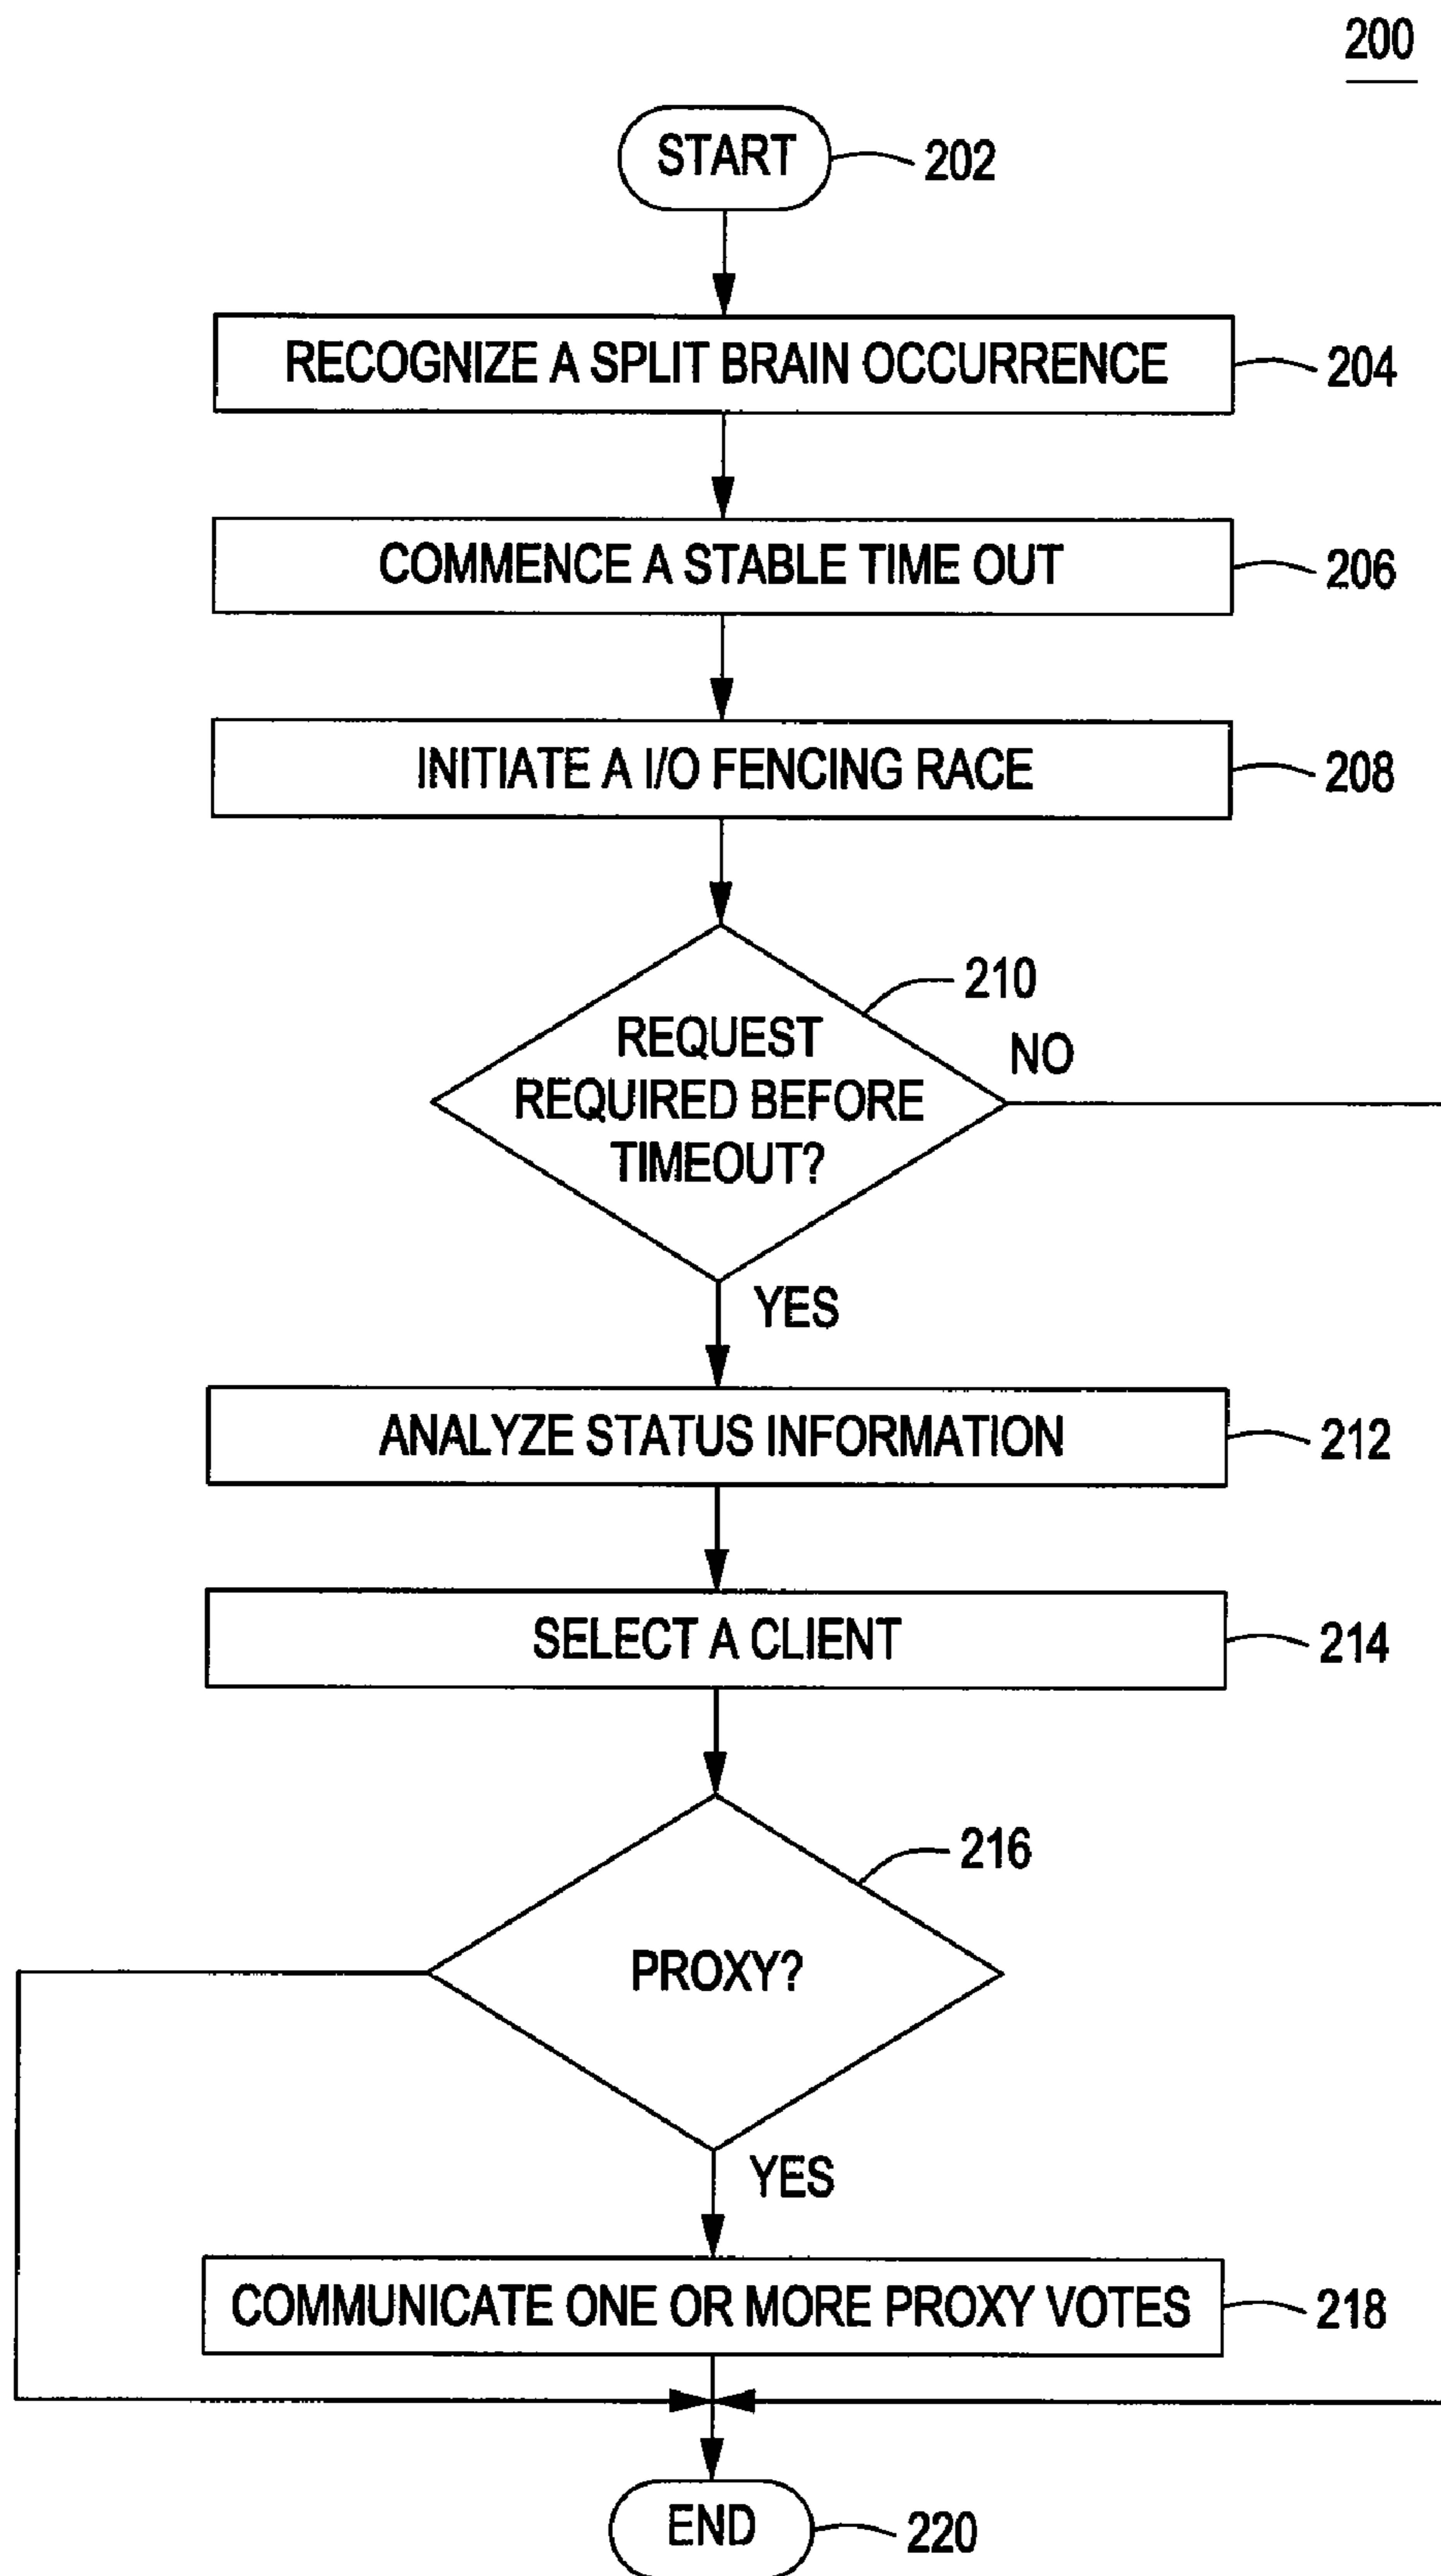 200
START
202
RECOGNIZE A SPLIT BRAIN OCCURRENCE
204
COMMENCE A STABLE TIME OUT
206
INITIATE A I/O FENCING RACE
208
210
REQUEST
REQUIRED BEFORE
TIMEOUT?
NO
YES
ANALYZE STATUS INFORMATION
212
SELECT A CLIENT
214
216
PROXY?
YES
COMMUNICATE ONE OR MORE PROXY VOTES
218
END
220